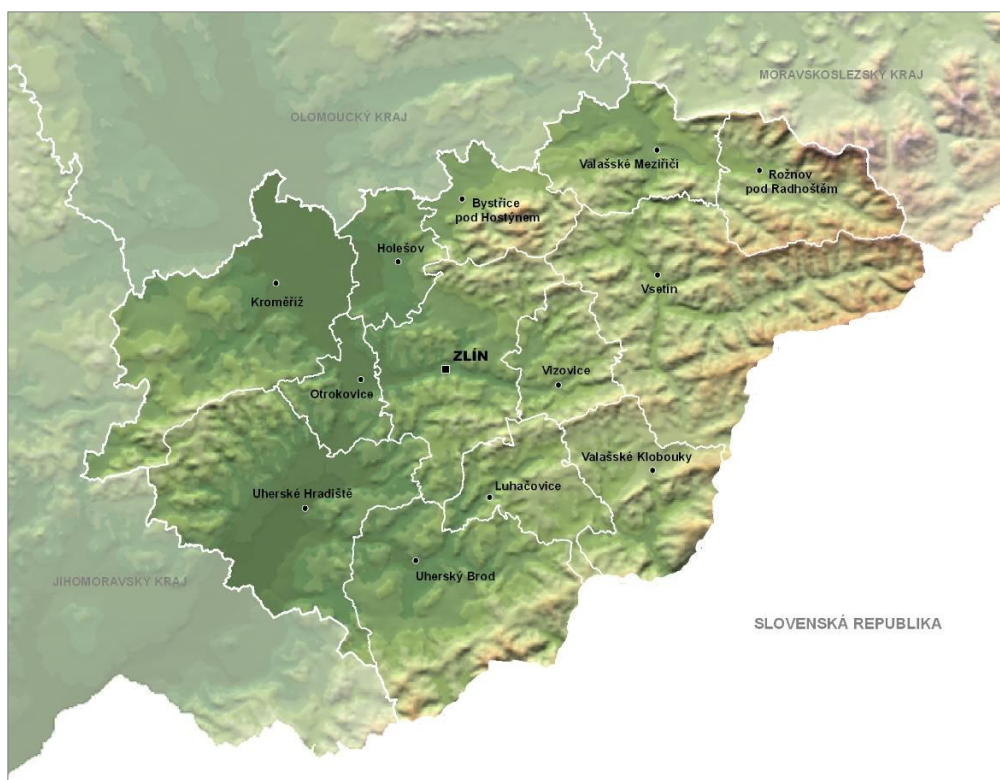 MORAVSKOSLEZSKÝ KRAJ
OLOMOUCKÝ KRAJ
Valašské Meziřiči
Rožnov
pod Radhoštěm
Bystřice
pod Hostýnem
Holešov
Vsetín
Kroměříž
ZLÍN
Vizovice
Otrokovice
Valašské Klobouky
Uherské Hradiště
Luhačovice
Uherský Brod
JIHOMORAVSKÝ KRAJ
SLOVENSKÁ REPUBLIKA